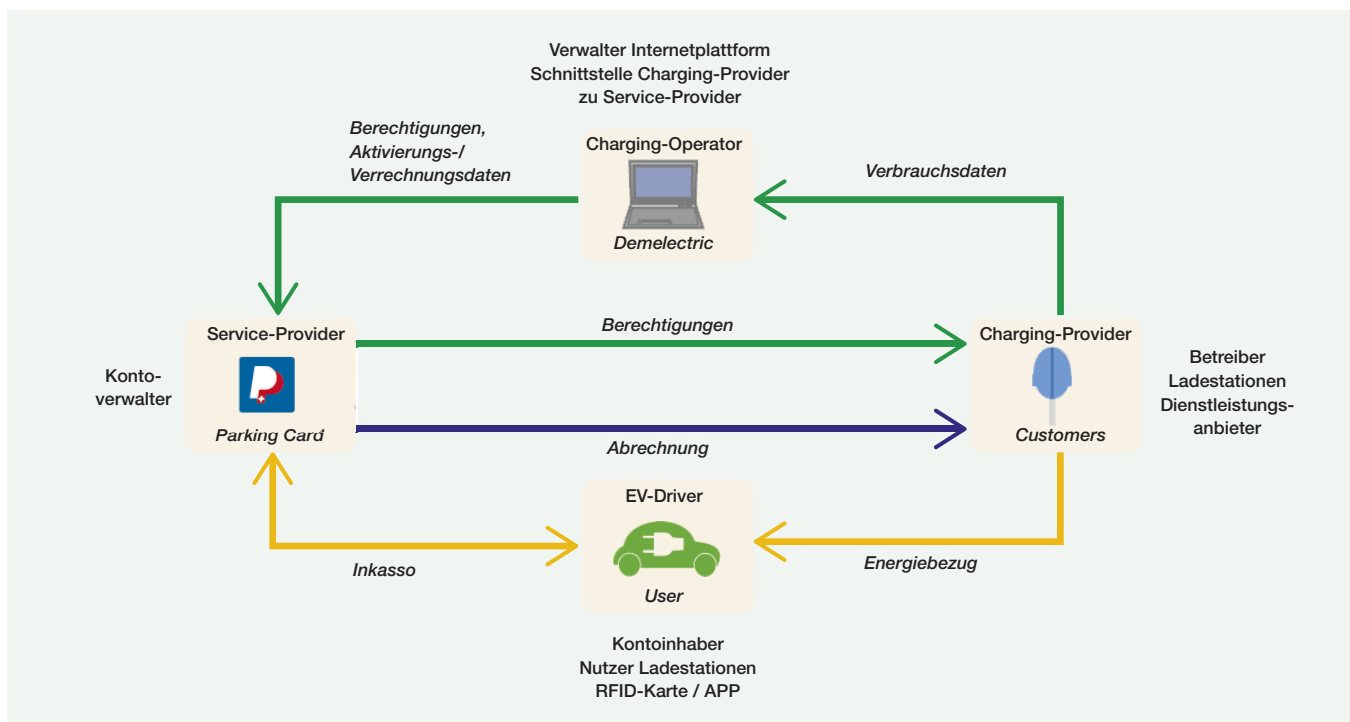 Verwalter Internetplattform
Schnittstelle Charging-Provider
zu Service-Provider
Berechtigungen,
Aktivierungs-/
Verrechnungsdaten
Charging-Operator
Demelectric
Verbrauchsdaten
Service-Provider
Parking Card
Konto-
verwalter
Berechtigungen
Abrechnung
Charging-Provider
Customers
Betreiber
Ladestationen
Dienstleistungs-
anbieter
EV-Driver
User
Inkasso
Energiebezug
Kontoinhaber
Nutzer Ladestationen
RFID-Karte / APP